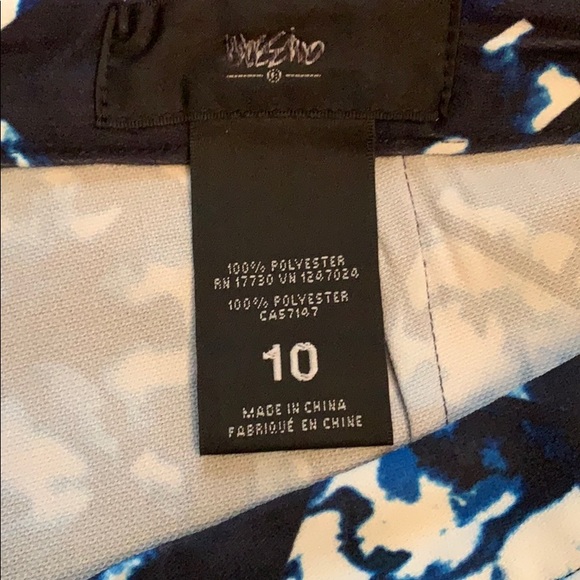 Mossimo
100% POLYESTER
RN 17730 VN 1247024
100% POLYESTER
CA57147
10
MADE IN CHINA
FABRIQUÉ EN CHINE